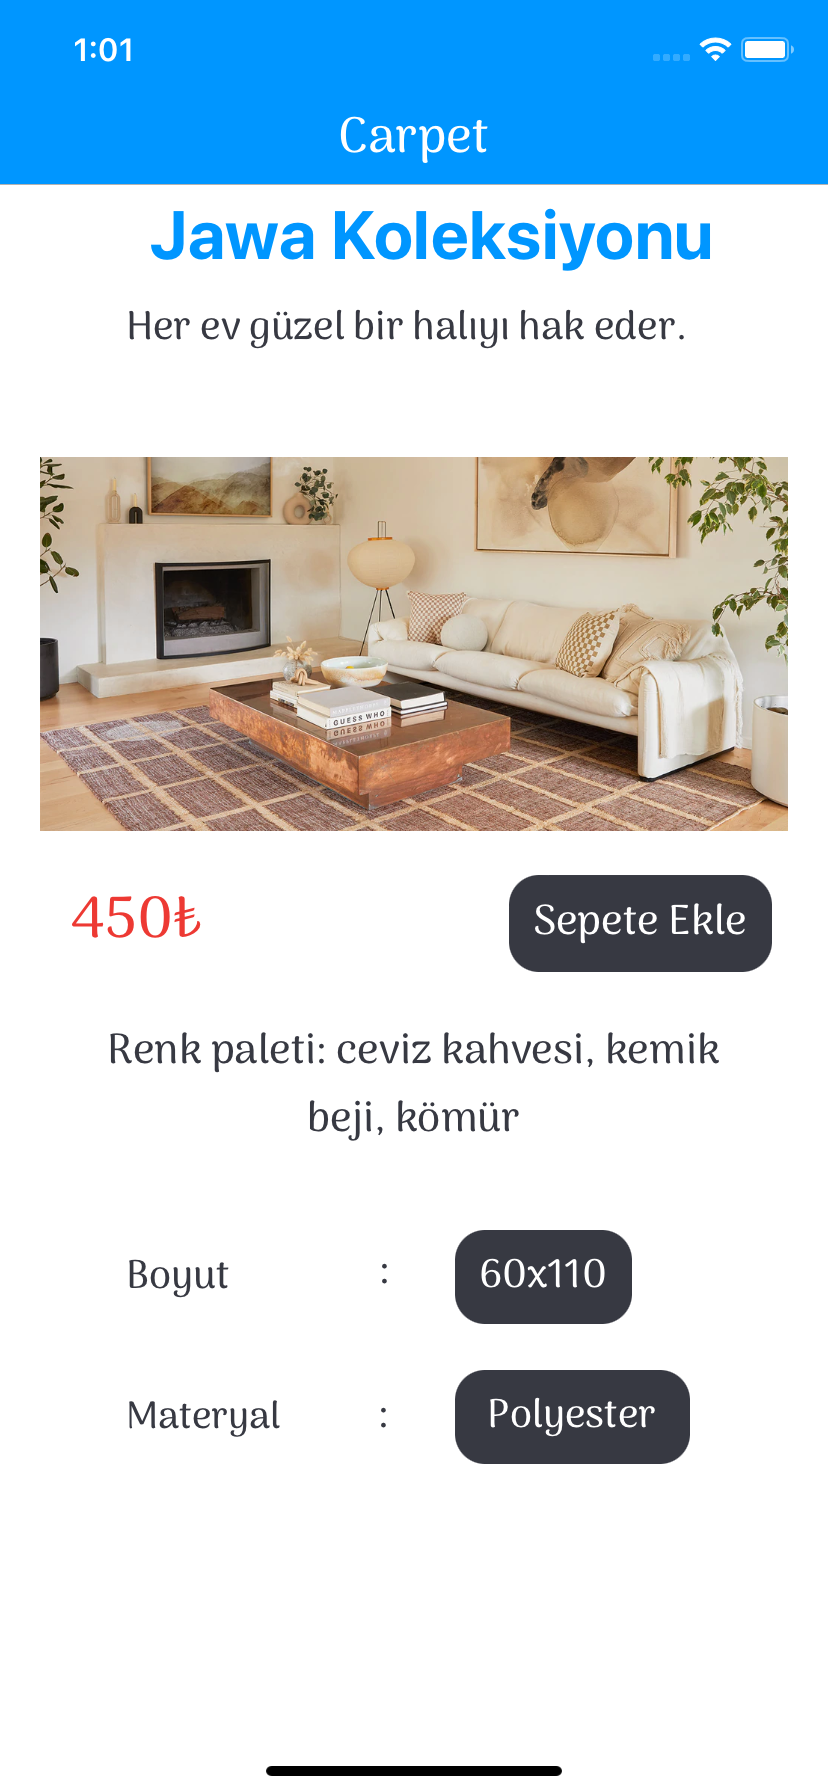 1:01
Carpet
Jawa Koleksiyonu
Her ev güzel bir halıyı hak eder.
GUESS WHO
450₺
Sepete Ekle
Renk paleti: ceviz kahvesi, kemik
beji, kömür
Boyut : 60x110
Materyal : Polyester